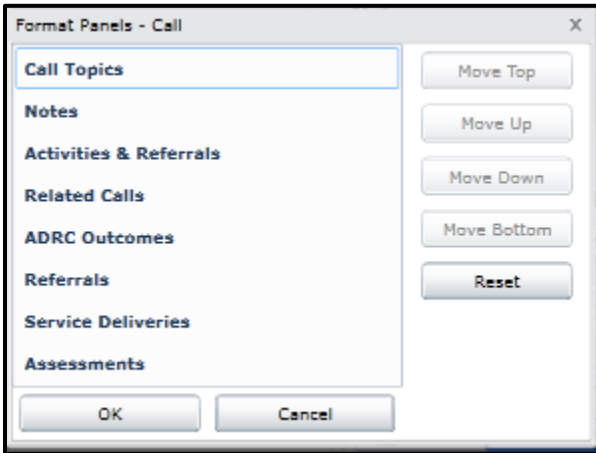 Format Panels - Call X
Call Topics
Notes
Activities & Referrals
Related Calls
ADRC Outcomes
Referrals
Service Deliveries
Assessments
Move Top
Move Up
Move Down
Move Bottom
Reset
OK Cancel